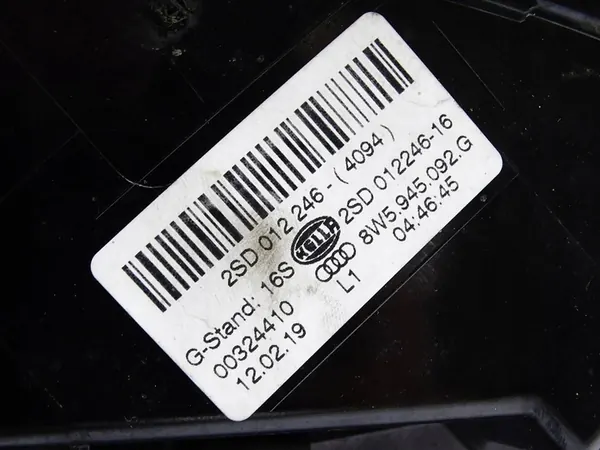 2SD 012 246-(4094)
G-Stand: 16S HELLA 2SD 012246-16
00324410 8W5.945.092.G
12.02.19 L1 04:46:45